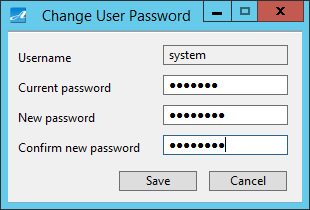 Change User Password
Username system
Current password ●●●●●●●
New password ●●●●●●●●
Confirm new password ●●●●●●●●
Save Cancel